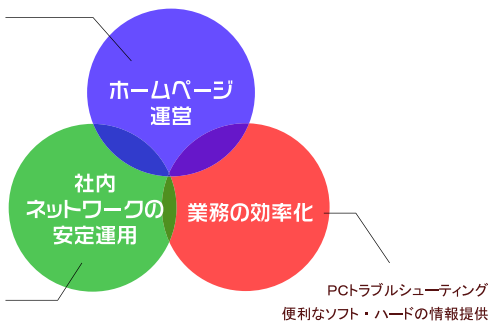 ホームページ
運営
社内
ネットワークの
安定運用
業務の効率化
PCトラブルシューティング
便利なソフト・ハードの情報提供